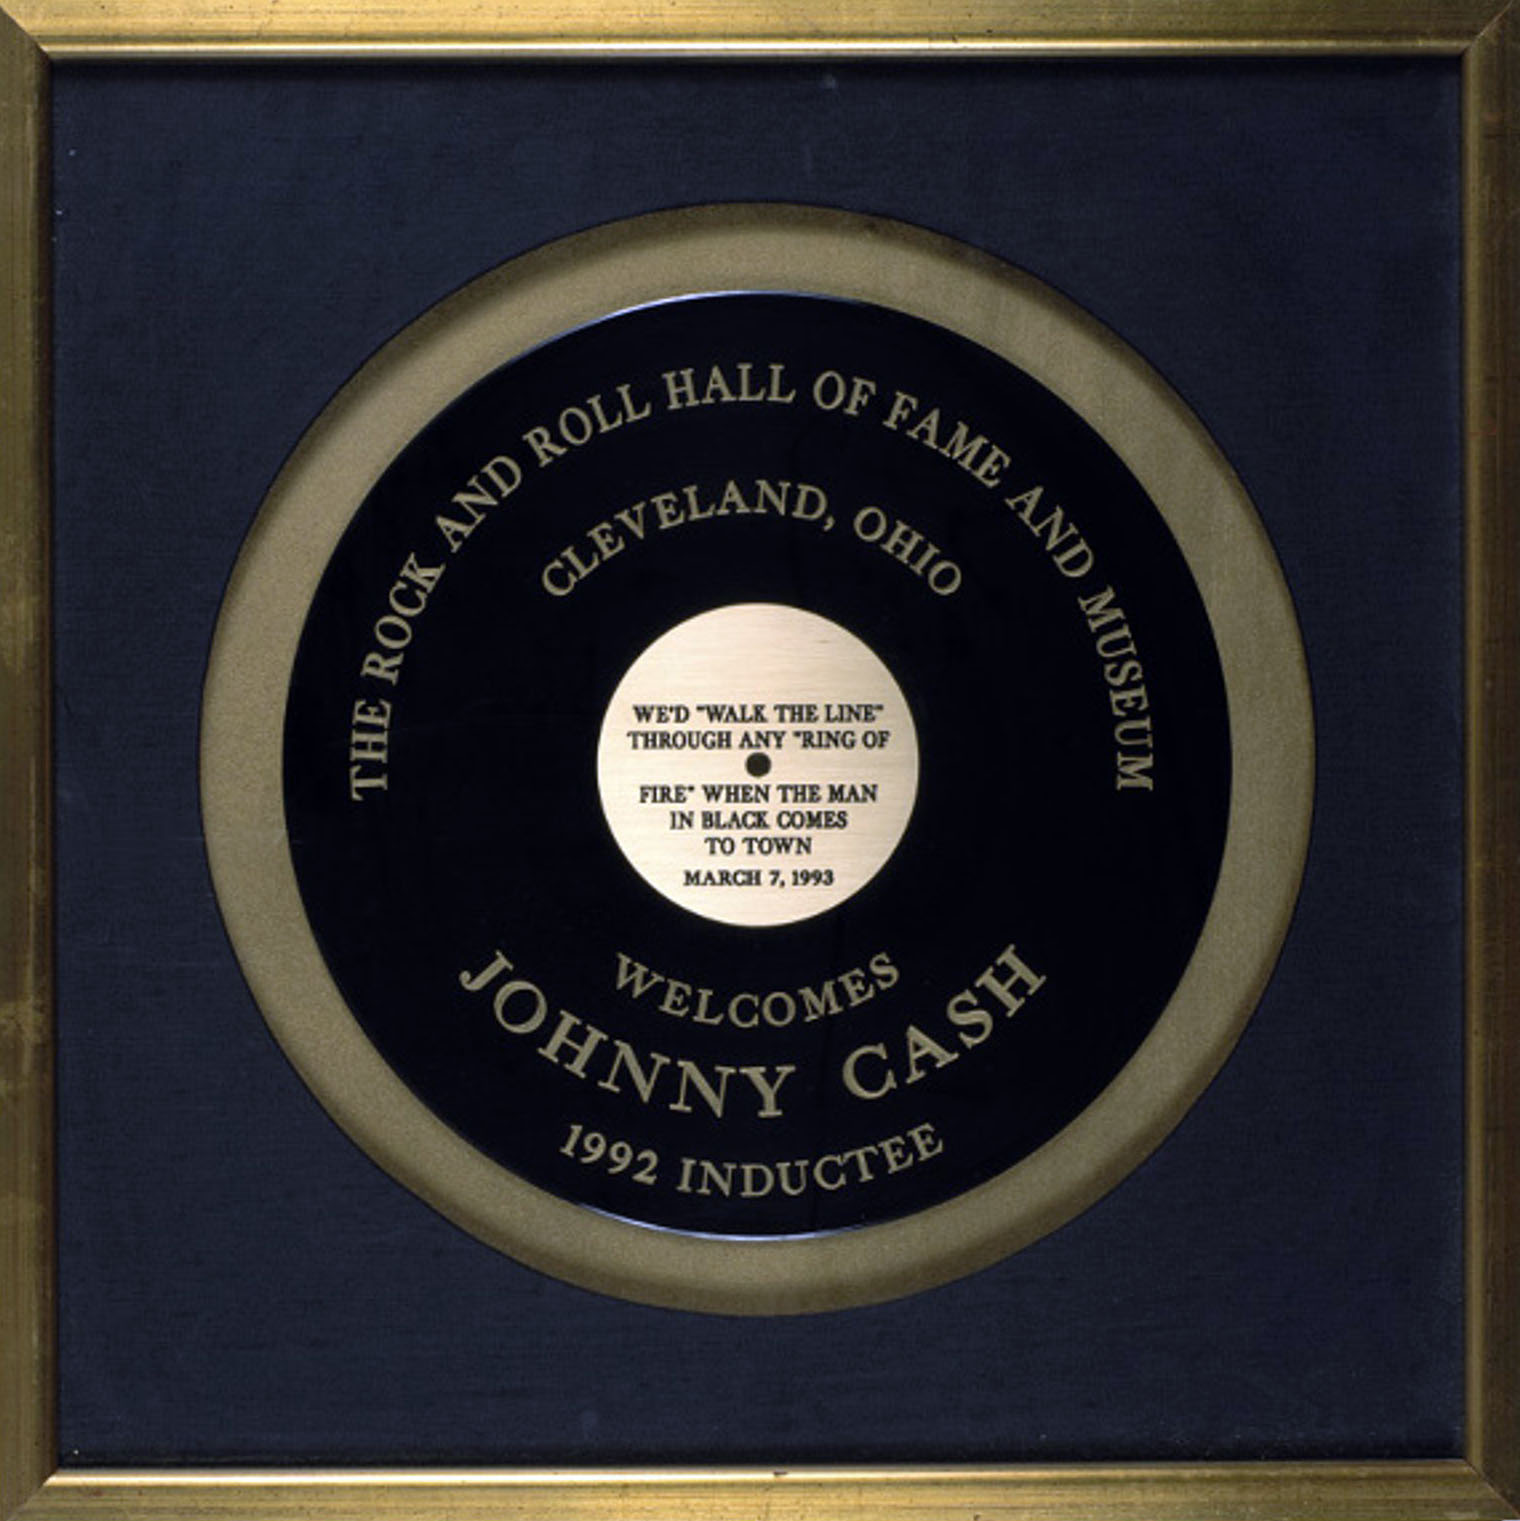 THE ROCK AND ROLL HALL OF FAME AND MUSEUM
CLEVELAND, OHIO
WE'D "WALK THE LINE"
THROUGH ANY "RING OF
FIRE" WHEN THE MAN
IN BLACK COMES
TO TOWN
MARCH 7, 1993
WELCOMES
JOHNNY CASH
1992 INDUCTEE